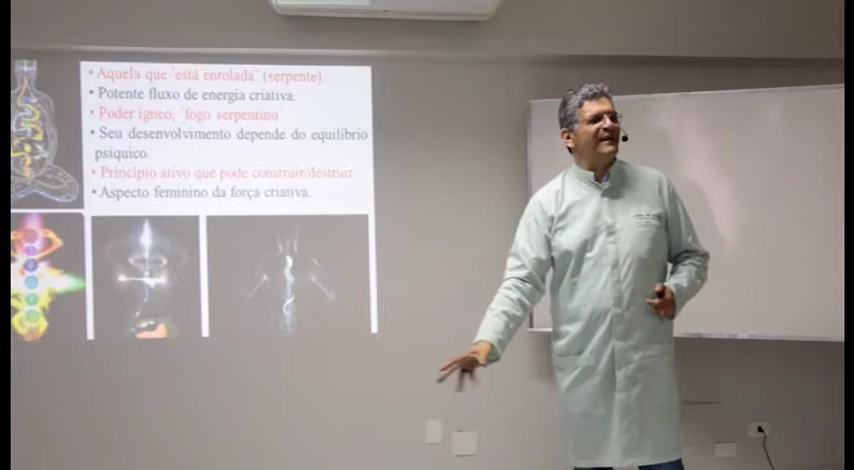 • Aquela que ´está enrolada" (serpente)
• Potente fluxo de energia criativa.
• Poder ígneo, ´fogo serpentino
• Seu desenvolvimento depende do equilíbrio
psíquico.
• Princípio ativo que pode construir/destruir
• Aspecto feminino da força criativa.